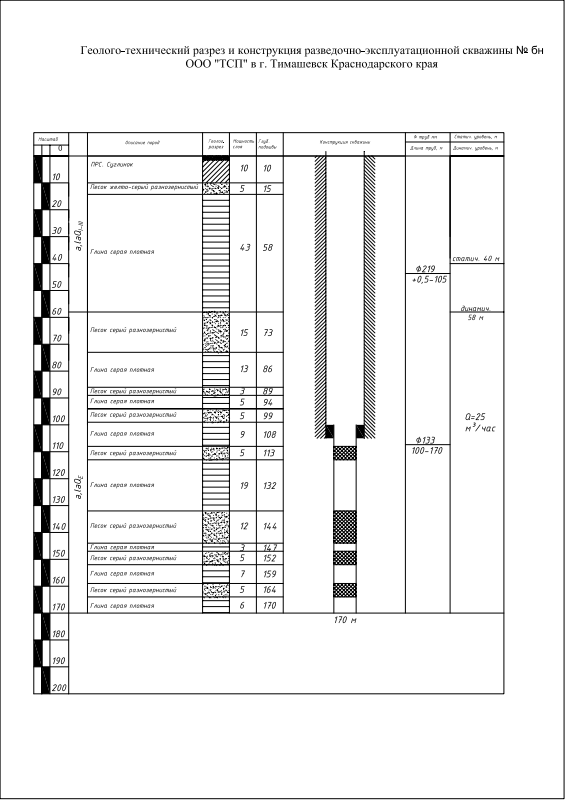 Геолого-технический разрез и конструкция разведочно-эксплуатационной скважины № бн
ООО "ТСП" в г. Тимашевск Краснодарского края
Масштаб
Описание пород
Геолог. разрез
Мощность слоя
Глуб. подошвы
Конструкция скважины
Ф труб мм
Длина труб, м
Статич. уровень, м
Динамич. уровень, м
0
ПРС. Суглинок 10 10
10
Песок желто-серый разнозернистый 5 15
20
30
Глина серая плотная 43 58
40
50
60
статич. 40 м
Ф219
+0,5-105
динамич.
58 м
Песок серый разнозернистый 15 73
70
Глина серая плотная 13 86
80
Песок серый разнозернистый 3 89
90
Глина серая плотная 5 94
Песок серый разнозернистый 5 99
100
Глина серая плотная 9 108
Q=25
м³/час
Ф133
100-170
110
Песок серый разнозернистый 5 113
120
Глина серая плотная 19 132
130
Песок серый разнозернистый 12 144
140
Глина серая плотная 3 147
150
Песок серый разнозернистый 5 152
Глина серая плотная 7 159
160
Песок серый разнозернистый 5 164
Глина серая плотная 6 170
170
170 м
180
190
200